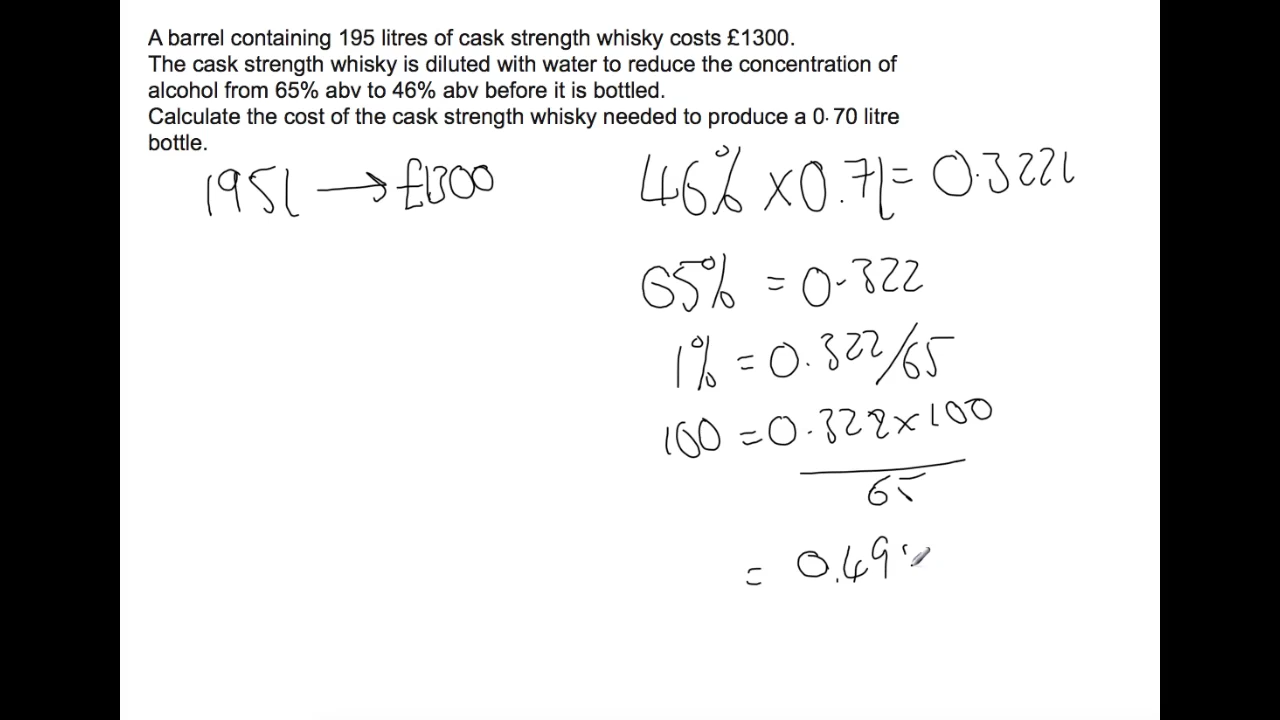 A barrel containing 195 litres of cask strength whisky costs £1300.
The cask strength whisky is diluted with water to reduce the concentration of
alcohol from 65% abv to 46% abv before it is bottled.
Calculate the cost of the cask strength whisky needed to produce a 0·70 litre
bottle.
195l → £1300
46% × 0.7l = 0.322l
65% = 0.322
1% = 0.322/65
100 = 0.322×100
65
= 0.49